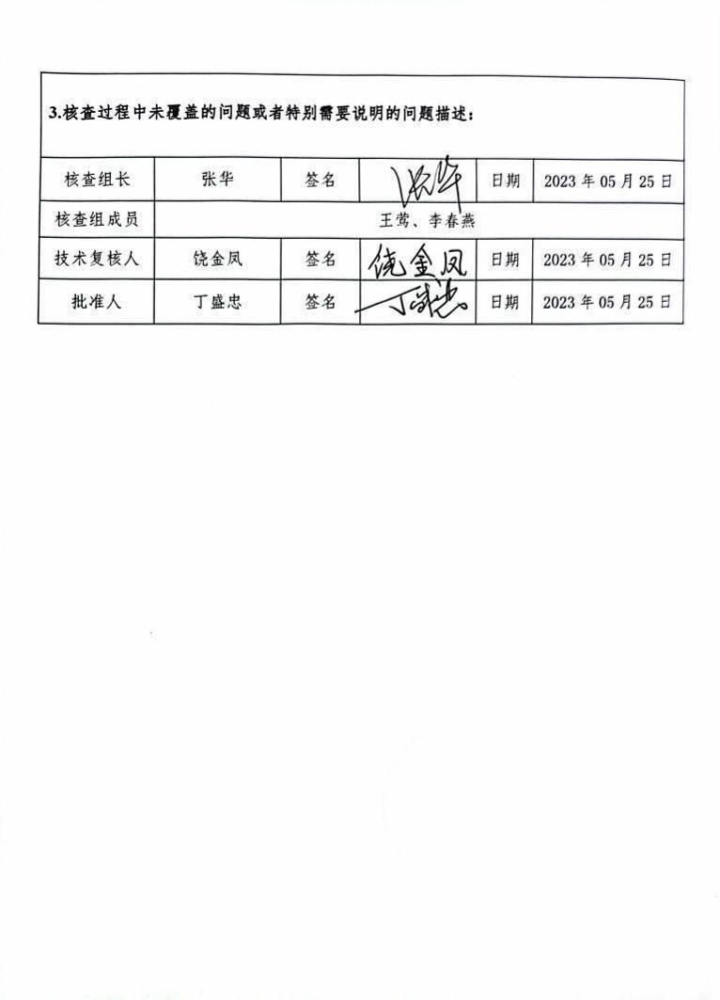 3.核查过程中未覆盖的问题或者特别需要说明的问题描述：
核查组长 张华 签名 张华 日期 2023 年 05 月 25 日
核查组成员 王莺、李春燕
技术复核人 饶金凤 签名 饶金凤 日期 2023 年 05 月 25 日
批准人 丁盛忠 签名 丁盛忠 日期 2023 年 05 月 25 日